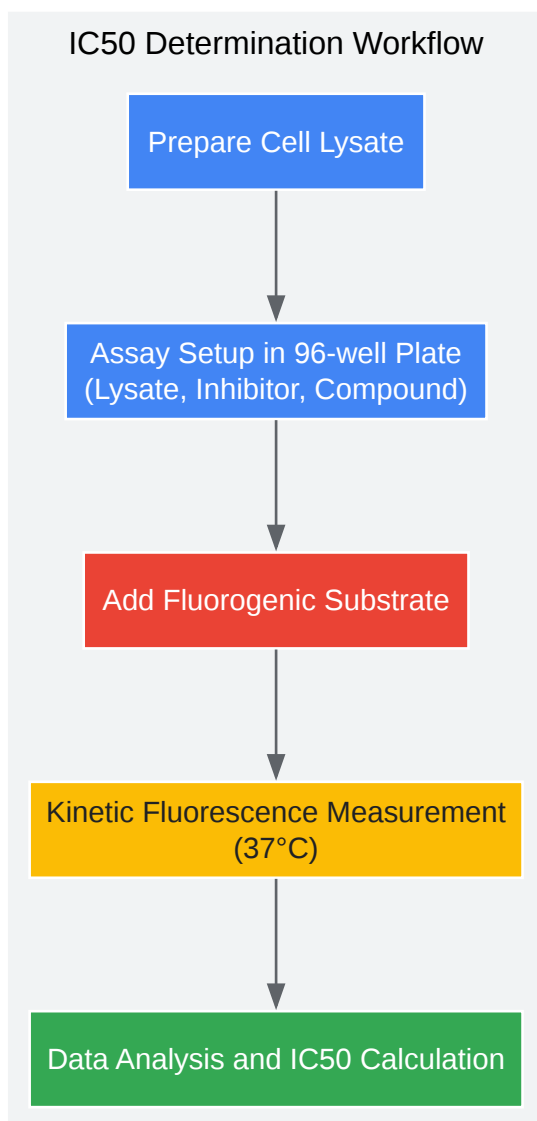 IC50 Determination Workflow
Prepare Cell Lysate
Assay Setup in 96-well Plate
(Lysate, Inhibitor, Compound)
Add Fluorogenic Substrate
Kinetic Fluorescence Measurement
(37°C)
Data Analysis and IC50 Calculation